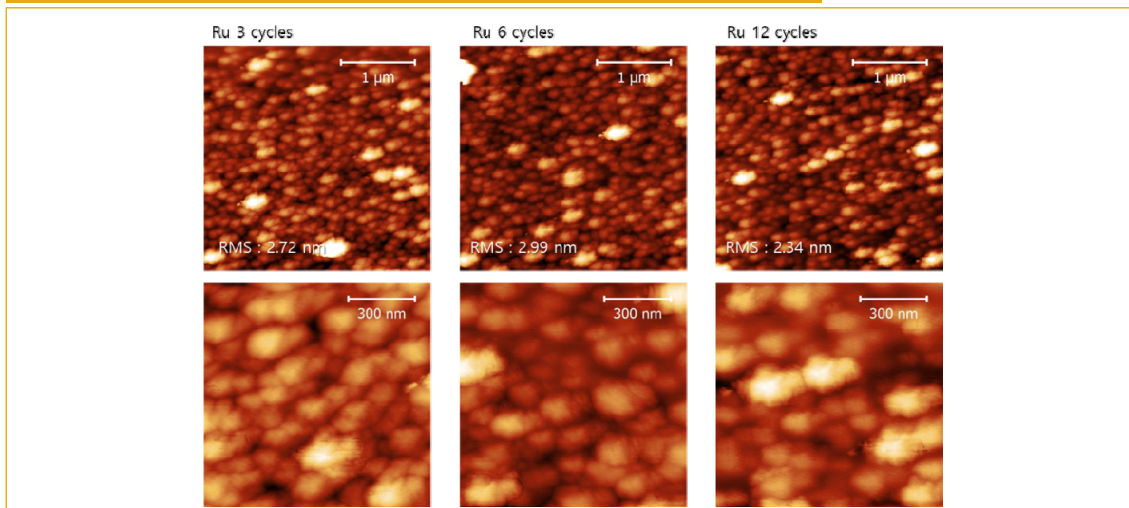 Ru 3 cycles
Ru 6 cycles
Ru 12 cycles
1 μm
1 μm
1 μm
RMS : 2.72 nm
RMS : 2.99 nm
RMS : 2.34 nm
300 nm
300 nm
300 nm